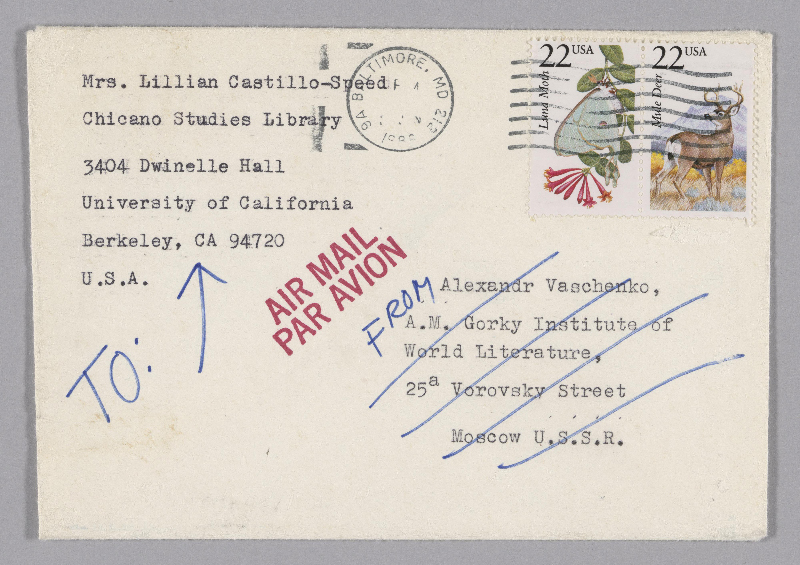 Mrs. Lillian Castillo-Speed
Chicano Studies Library
3404 Dwinelle Hall
University of California
Berkeley, CA 94720
U.S.A.
BALTIMORE, MD 212
22 USA
Luna Moth
22 USA
Mule Deer
AIR MAIL
PAR AVION
TO:
FROM
Alexandr Vaschenko,
A.M. Gorky Institute of
World Literature,
25a Vorovsky Street
Moscow U.S.S.R.